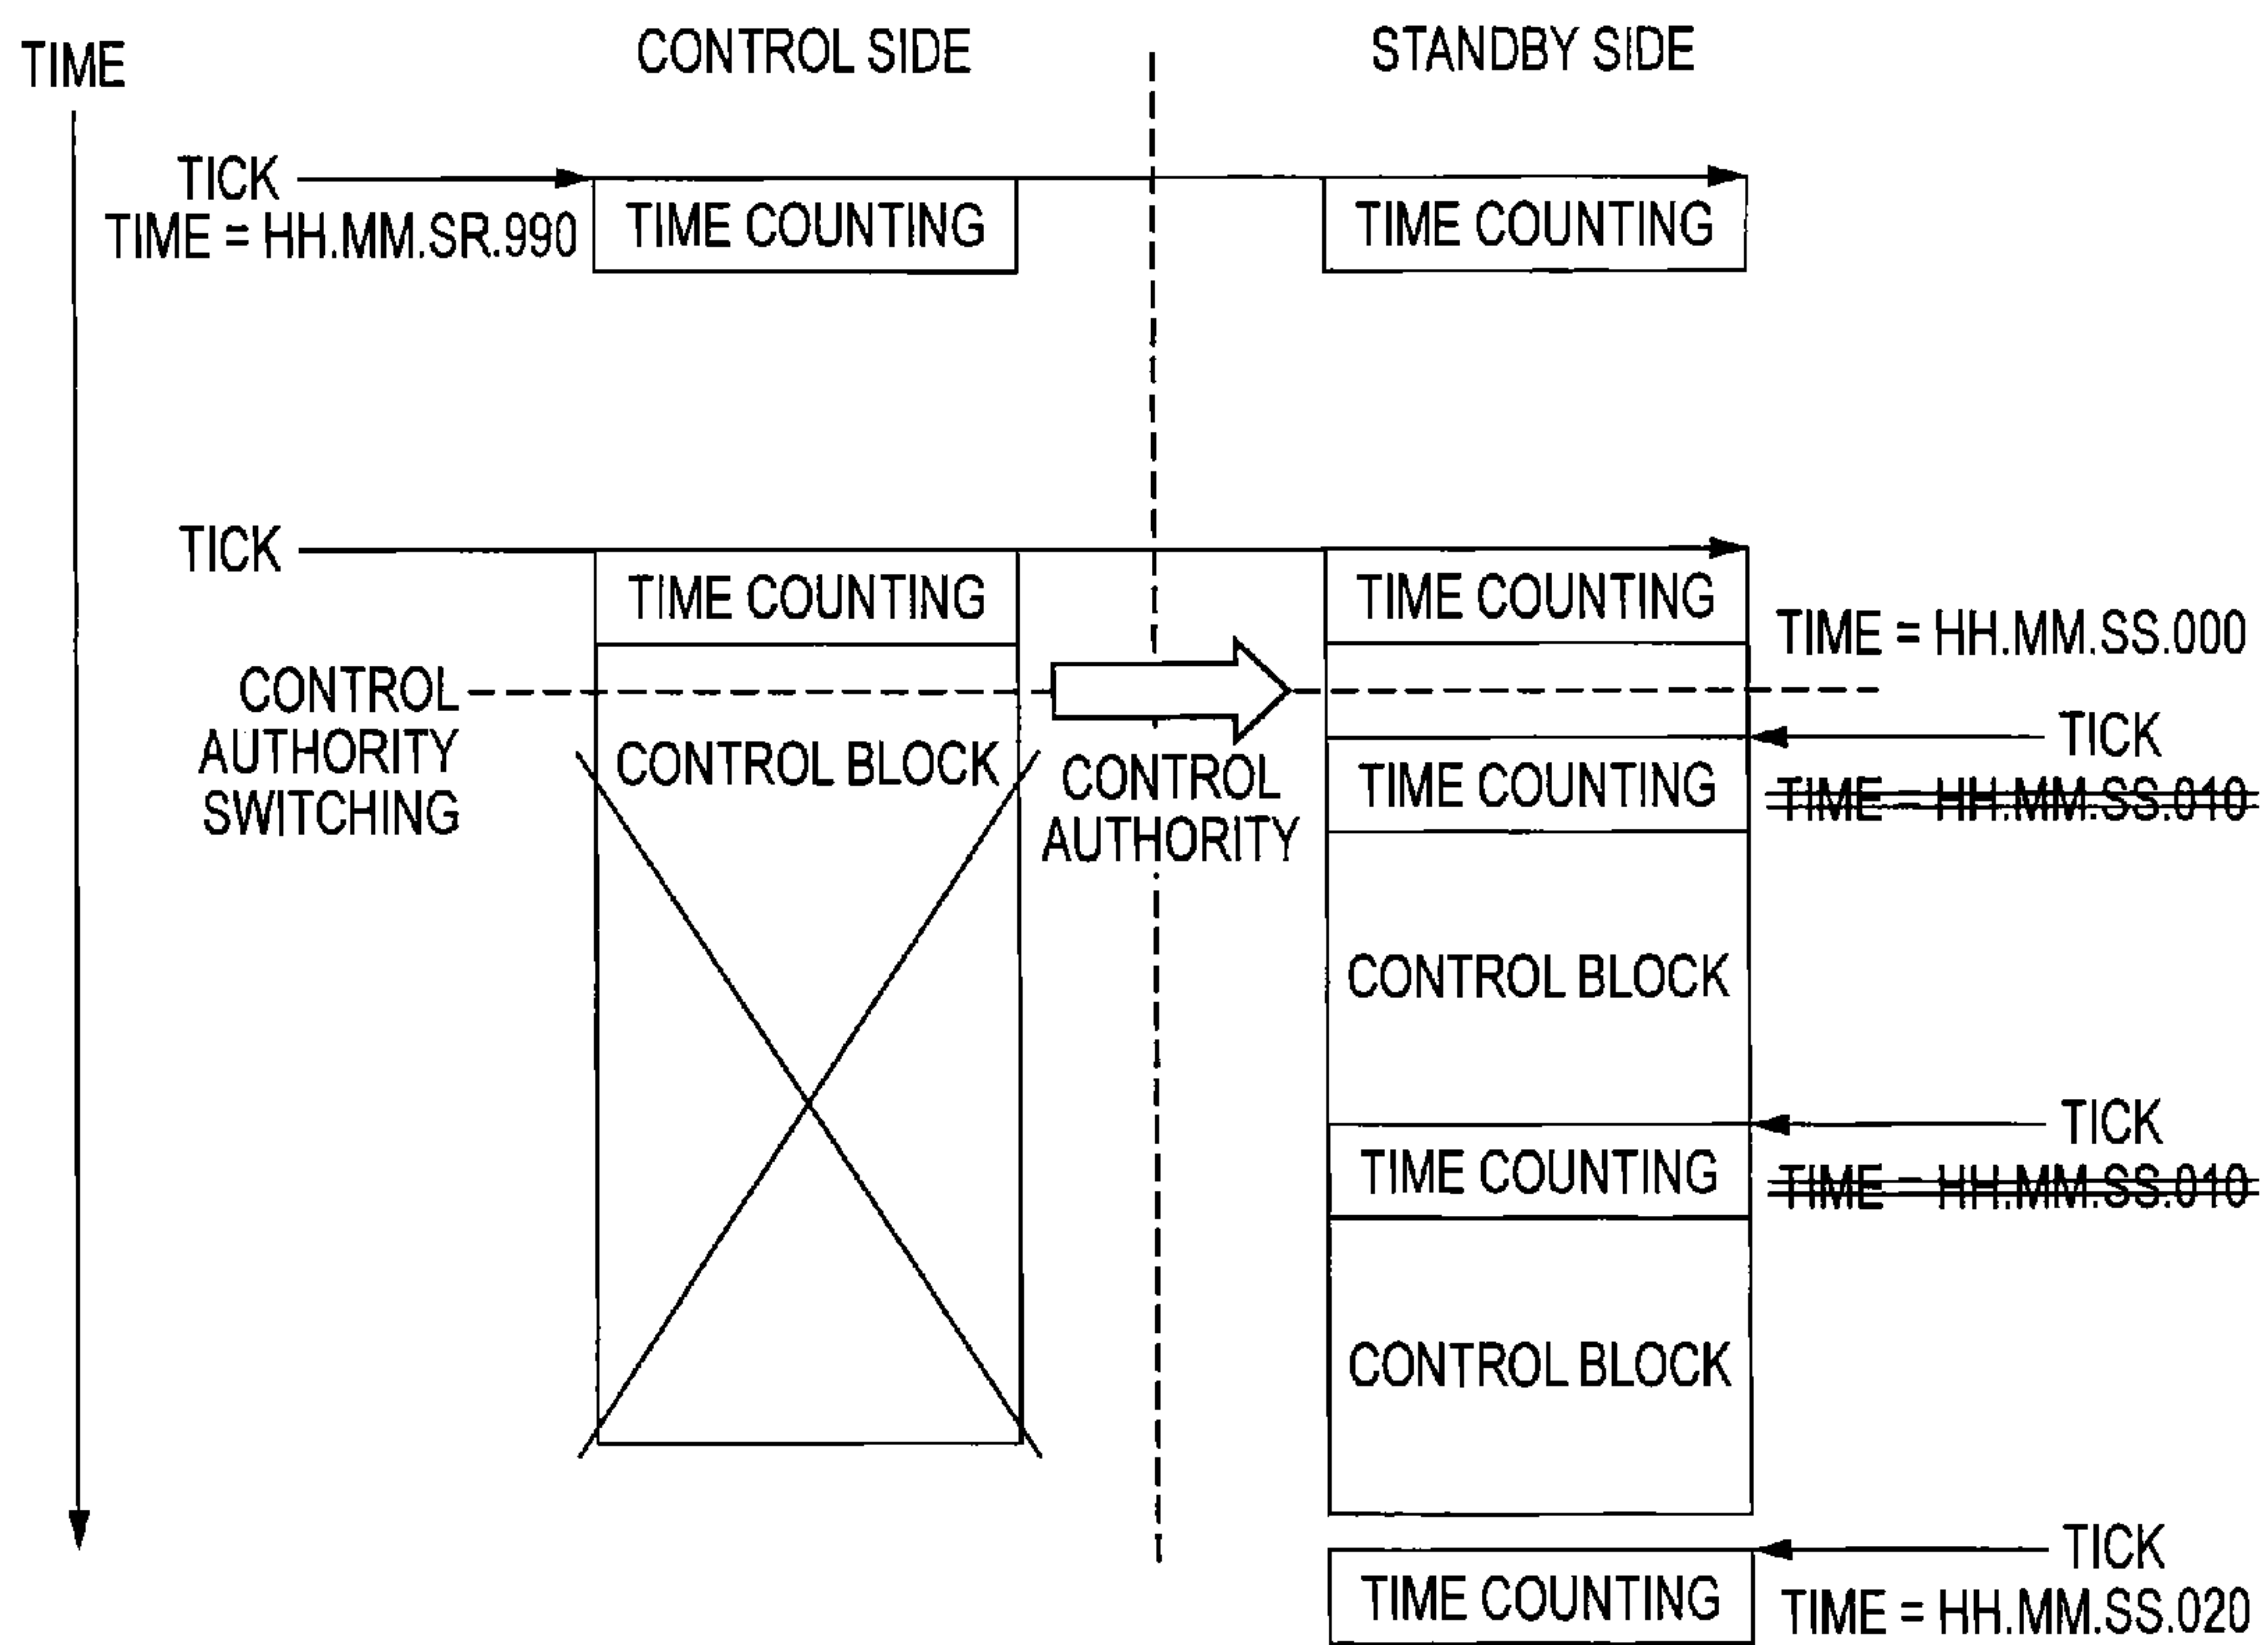 TIME
CONTROL SIDE
STANDBY SIDE
TICK
TIME = HH.MM.SR.990
TIME COUNTING
TIME COUNTING
TICK
TIME COUNTING
TIME COUNTING
TIME = HH.MM.SS.000
CONTROL
AUTHORITY
SWITCHING
CONTROL BLOCK
CONTROL
AUTHORITY
TICK
TIME COUNTING
TIME = HH.MM.SS.010
CONTROL BLOCK
TICK
TIME COUNTING
TIME = HH.MM.SS.010
CONTROL BLOCK
TICK
TIME COUNTING
TIME = HH.MM.SS.020